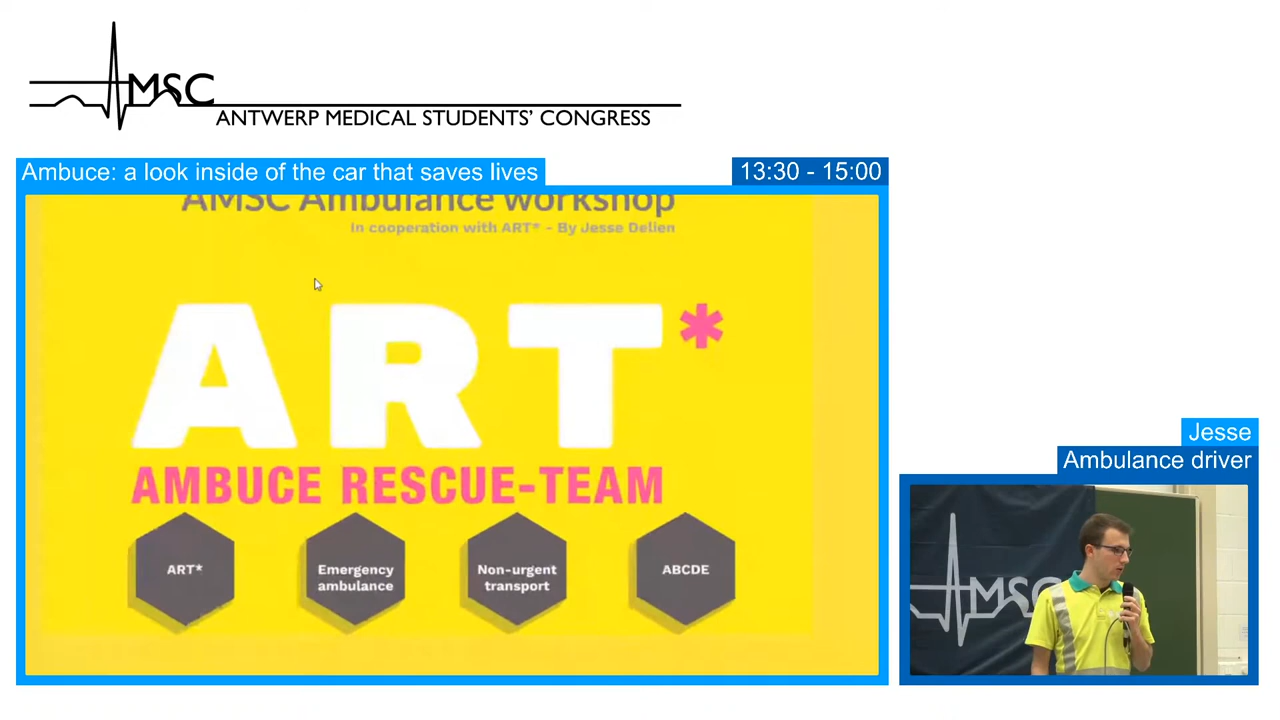 MSC
ANTWERP MEDICAL STUDENTS' CONGRESS
Ambuce: a look inside of the car that saves lives
13:30 - 15:00
AMSC Ambulance workshop
In cooperation with ART* - By Jesse Delien
ART*
AMBUCE RESCUE-TEAM
ART*
Emergency
ambulance
Non-urgent
transport
ABCDE
Jesse
Ambulance driver
MSC